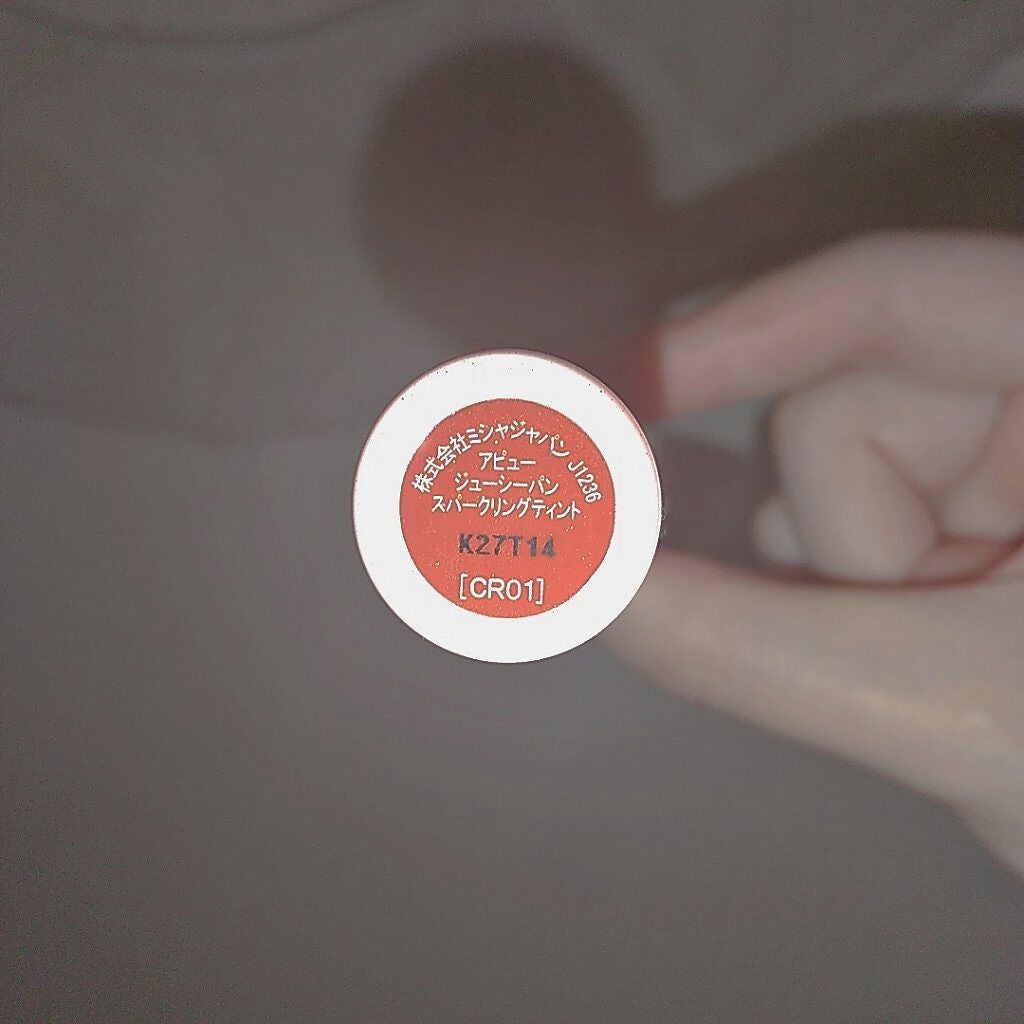 株式会社ミシャジャパン J1236
アピュー
ジューシーパン
スパークリングティント
K27T14
[CR01]